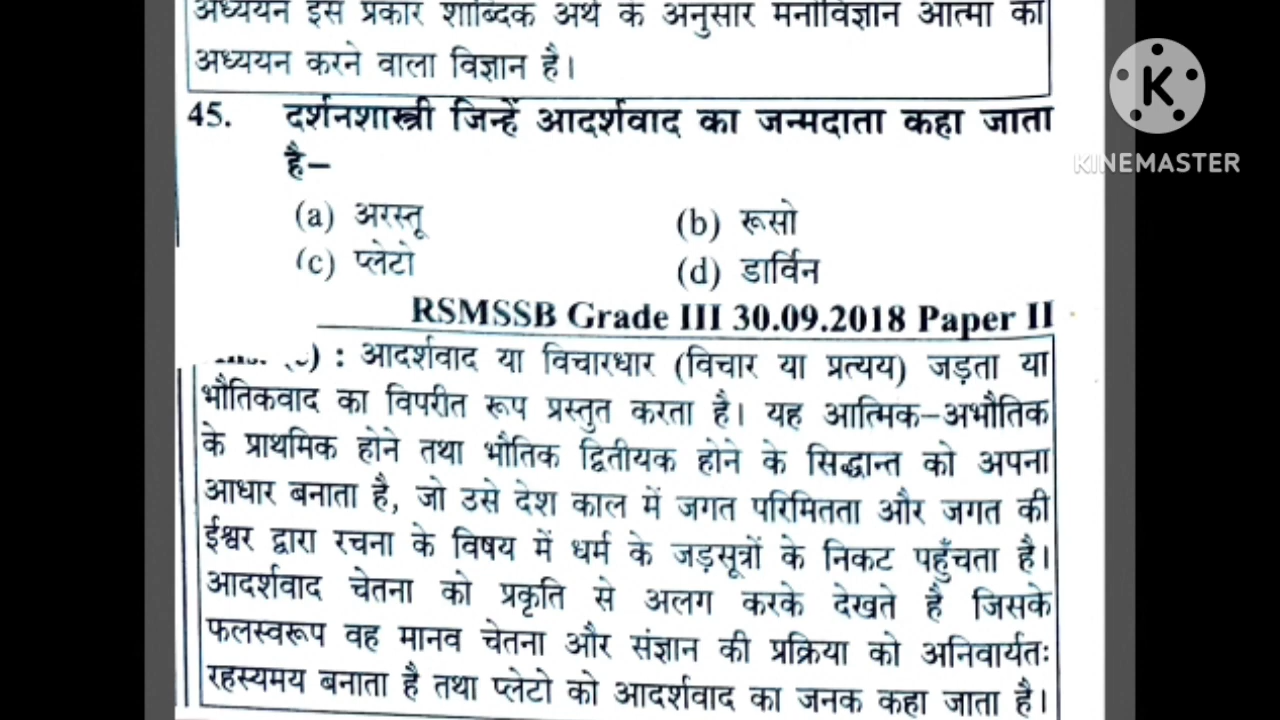 अध्ययन इस प्रकार शाब्दिक अर्थ के अनुसार मनोविज्ञान आत्मा का
अध्ययन करने वाला विज्ञान है।
45. दर्शनशास्त्री जिन्हें आदर्शवाद का जन्मदाता कहा जाता
है–
(a) अरस्तू (b) रूसो
(c) प्लेटो (d) डार्विन
RSMSSB Grade III 30.09.2018 Paper II
) : आदर्शवाद या विचारधार (विचार या प्रत्यय) जड़ता या
भौतिकवाद का विपरीत रूप प्रस्तुत करता है। यह आत्मिक–अभौतिक
के प्राथमिक होने तथा भौतिक द्वितीयक होने के सिद्धान्त को अपना
आधार बनाता है, जो उसे देश काल में जगत परिमितता और जगत की
ईश्वर द्वारा रचना के विषय में धर्म के जड़सूत्रों के निकट पहुँचता है।
आदर्शवाद चेतना को प्रकृति से अलग करके देखते है जिसके
फलस्वरूप वह मानव चेतना और संज्ञान की प्रक्रिया को अनिवार्यतः
रहस्यमय बनाता है तथा प्लेटो को आदर्शवाद का जनक कहा जाता है।
K
KINEMASTER